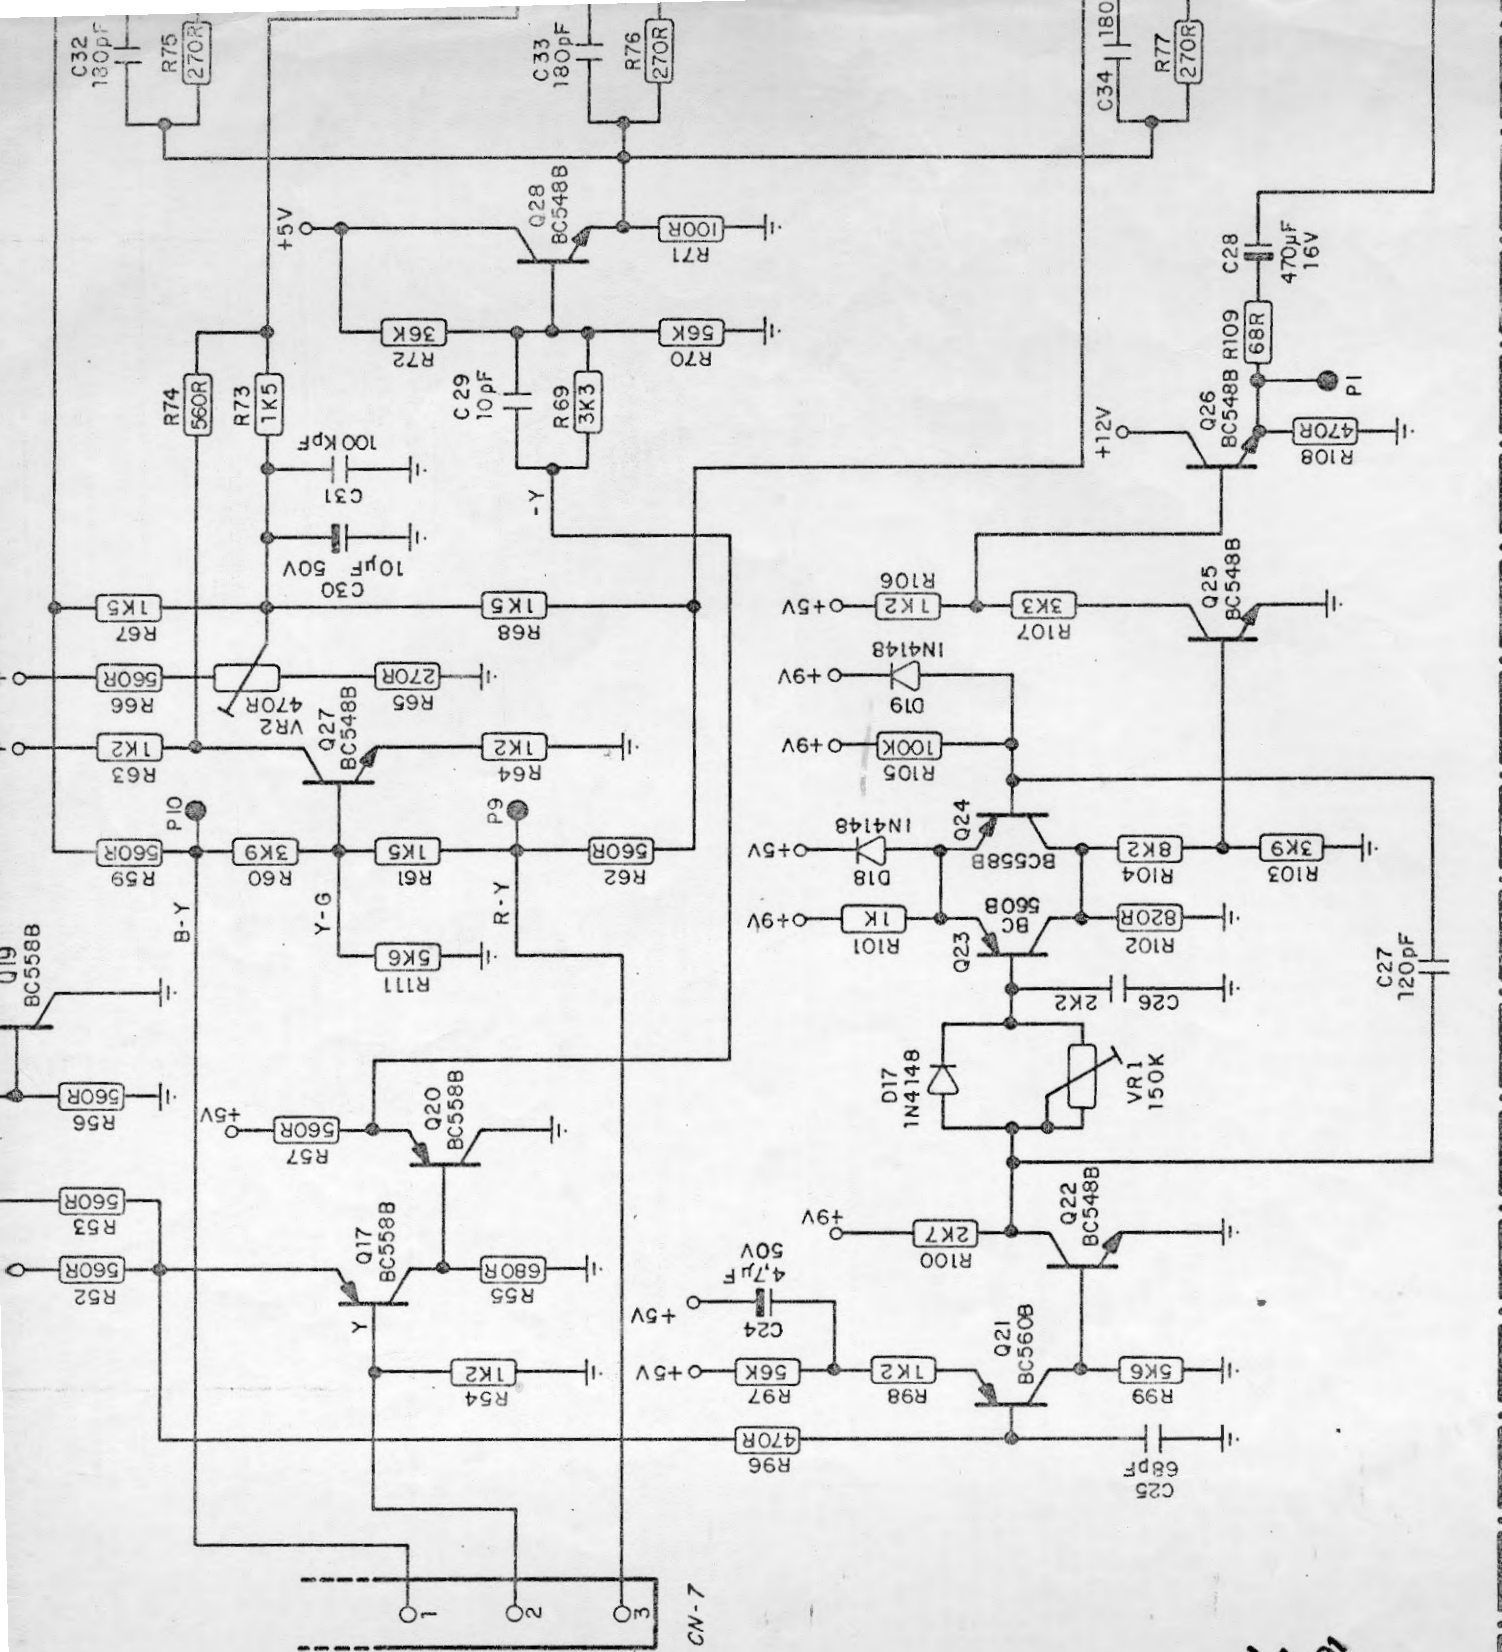 C32
180pF
R75
270R
C33
180pF
R76
270R
C34
180
R77
270R
+5V
Q28
BC548B
100R
R71
36K
R72
56K
R70
C29
10pF
R69
3K3
R74
560R
R73
1K5
100KpF
C31
10µF 50V
C30
-Y
C28
470µF
16V
R109
68R
P1
Q26
BC548B
+12V
470R
R108
1K5
R67
1K5
R68
560R
R66
470R
VR2
270R
R65
1K2
R63
Q27
BC548B
1K2
R64
P10
P9
560R
R59
3K9
R60
1K5
R61
560R
R62
B-Y
Y-G
R-Y
5K6
R111
+5V
R106
1K2
3K3
R107
Q25
BC548B
+9V
1N4148
D19
+9V
100K
R105
+5V
1N4148
D18
Q24
BC558B
8K2
R104
3K9
R103
+9V
1K
R101
BC
560B
Q23
820R
R102
2K2
C26
C27
120pF
Q19
BC558B
560R
R56
+5V
560R
R57
Q20
BC558B
D17
1N4148
VR1
150K
560R
R53
560R
R52
Q17
BC558B
680R
R55
Y
1K2
R54
+9V
2K7
R100
Q22
BC548B
4,7µF
50V
+5V
C24
+5V
56K
R97
1K2
R98
Q21
BC560B
5K6
R99
470R
R96
68pF
C25
1
2
3
CN-7